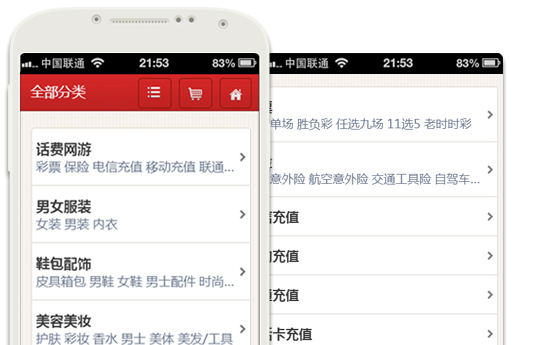 中国联通 21:53 83%
全部分类
话费网游
彩票 保险 电信充值 移动充值 联通...
男女服装
女装 男装 内衣
鞋包配饰
皮具箱包 男鞋 女鞋 男士配件 时尚...
美容美妆
护肤 彩妆 香水 男士 美体 美发/工具
中国联通 21:53 83%
单场 胜负彩 任选九场 11选5 老时时彩
意外险 航空意外险 交通工具险 自驾车...
充值
充值
充值
卡充值